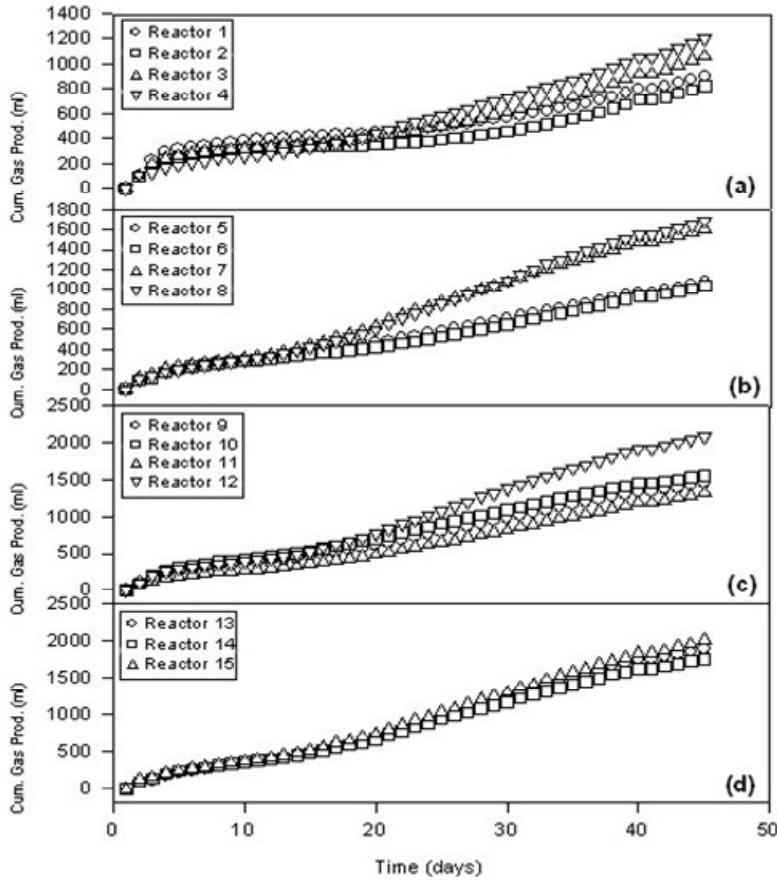 1400
1200
1000
800
600
400
200
0
Cum. Gas Prod. (ml)
Reactor 1
Reactor 2
Reactor 3
Reactor 4
(a)
1800
1600
1400
1200
1000
800
600
400
200
0
Cum. Gas Prod. (ml)
Reactor 5
Reactor 6
Reactor 7
Reactor 8
(b)
2500
2000
1500
1000
500
0
Cum. Gas Prod. (ml)
Reactor 9
Reactor 10
Reactor 11
Reactor 12
(c)
2500
2000
1500
1000
500
0
Cum. Gas Prod. (ml)
Reactor 13
Reactor 14
Reactor 15
(d)
0 10 20 30 40 50
Time (days)